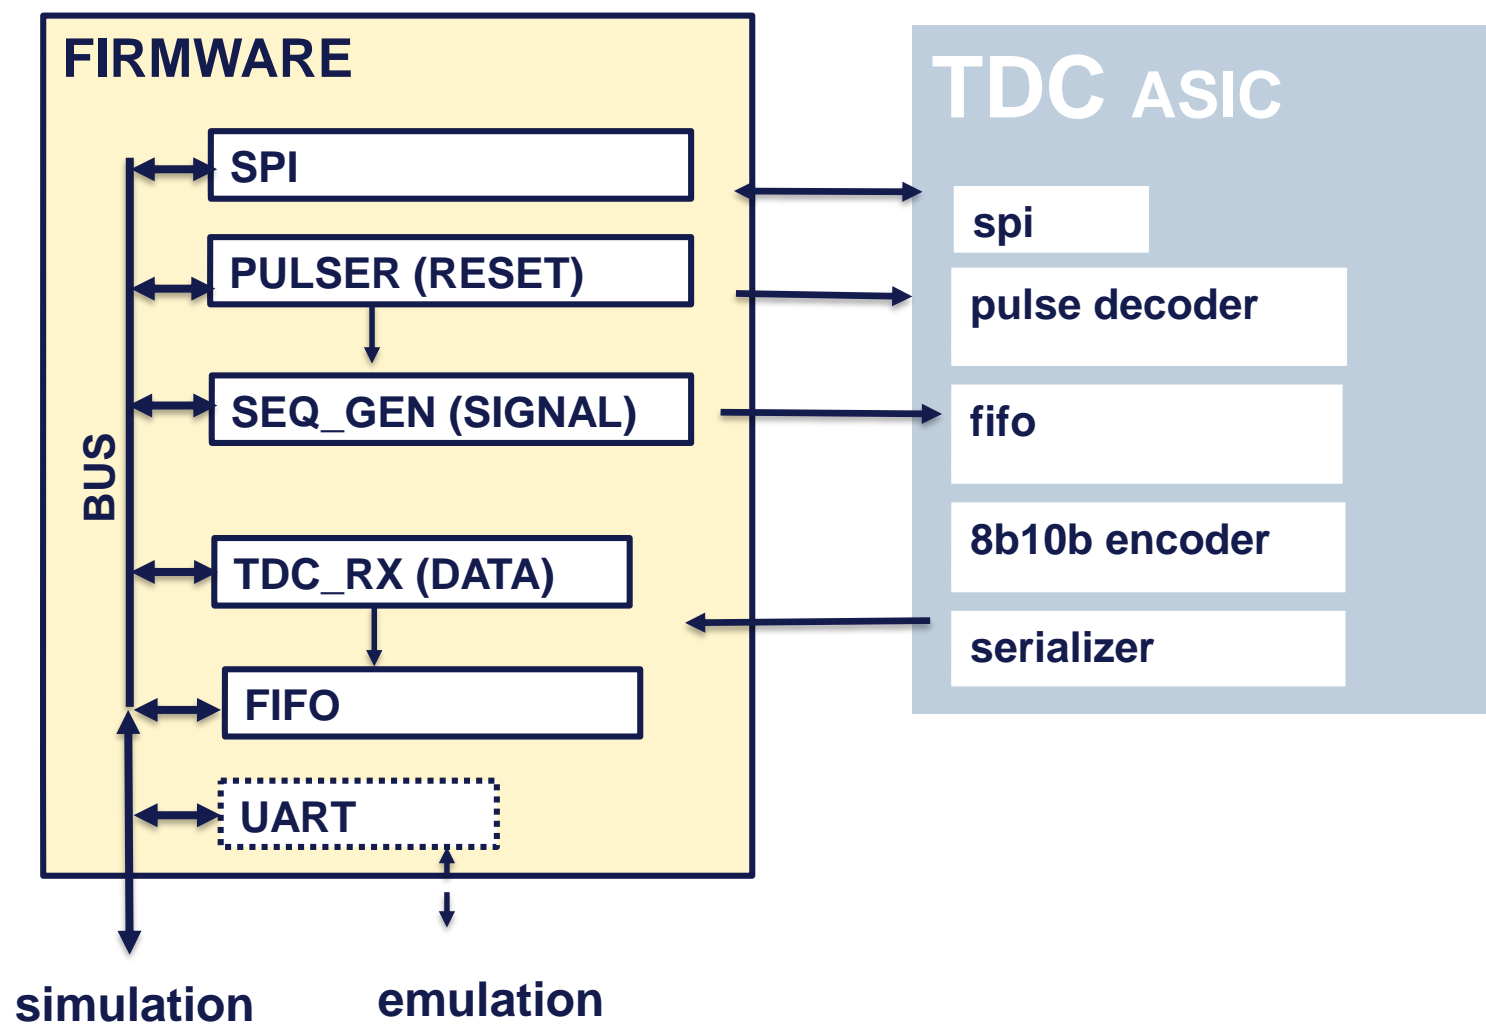 FIRMWARE
SPI
PULSER (RESET)
SEQ_GEN (SIGNAL)
BUS
TDC_RX (DATA)
FIFO
UART
simulation
emulation
TDC ASIC
spi
pulse decoder
fifo
8b10b encoder
serializer